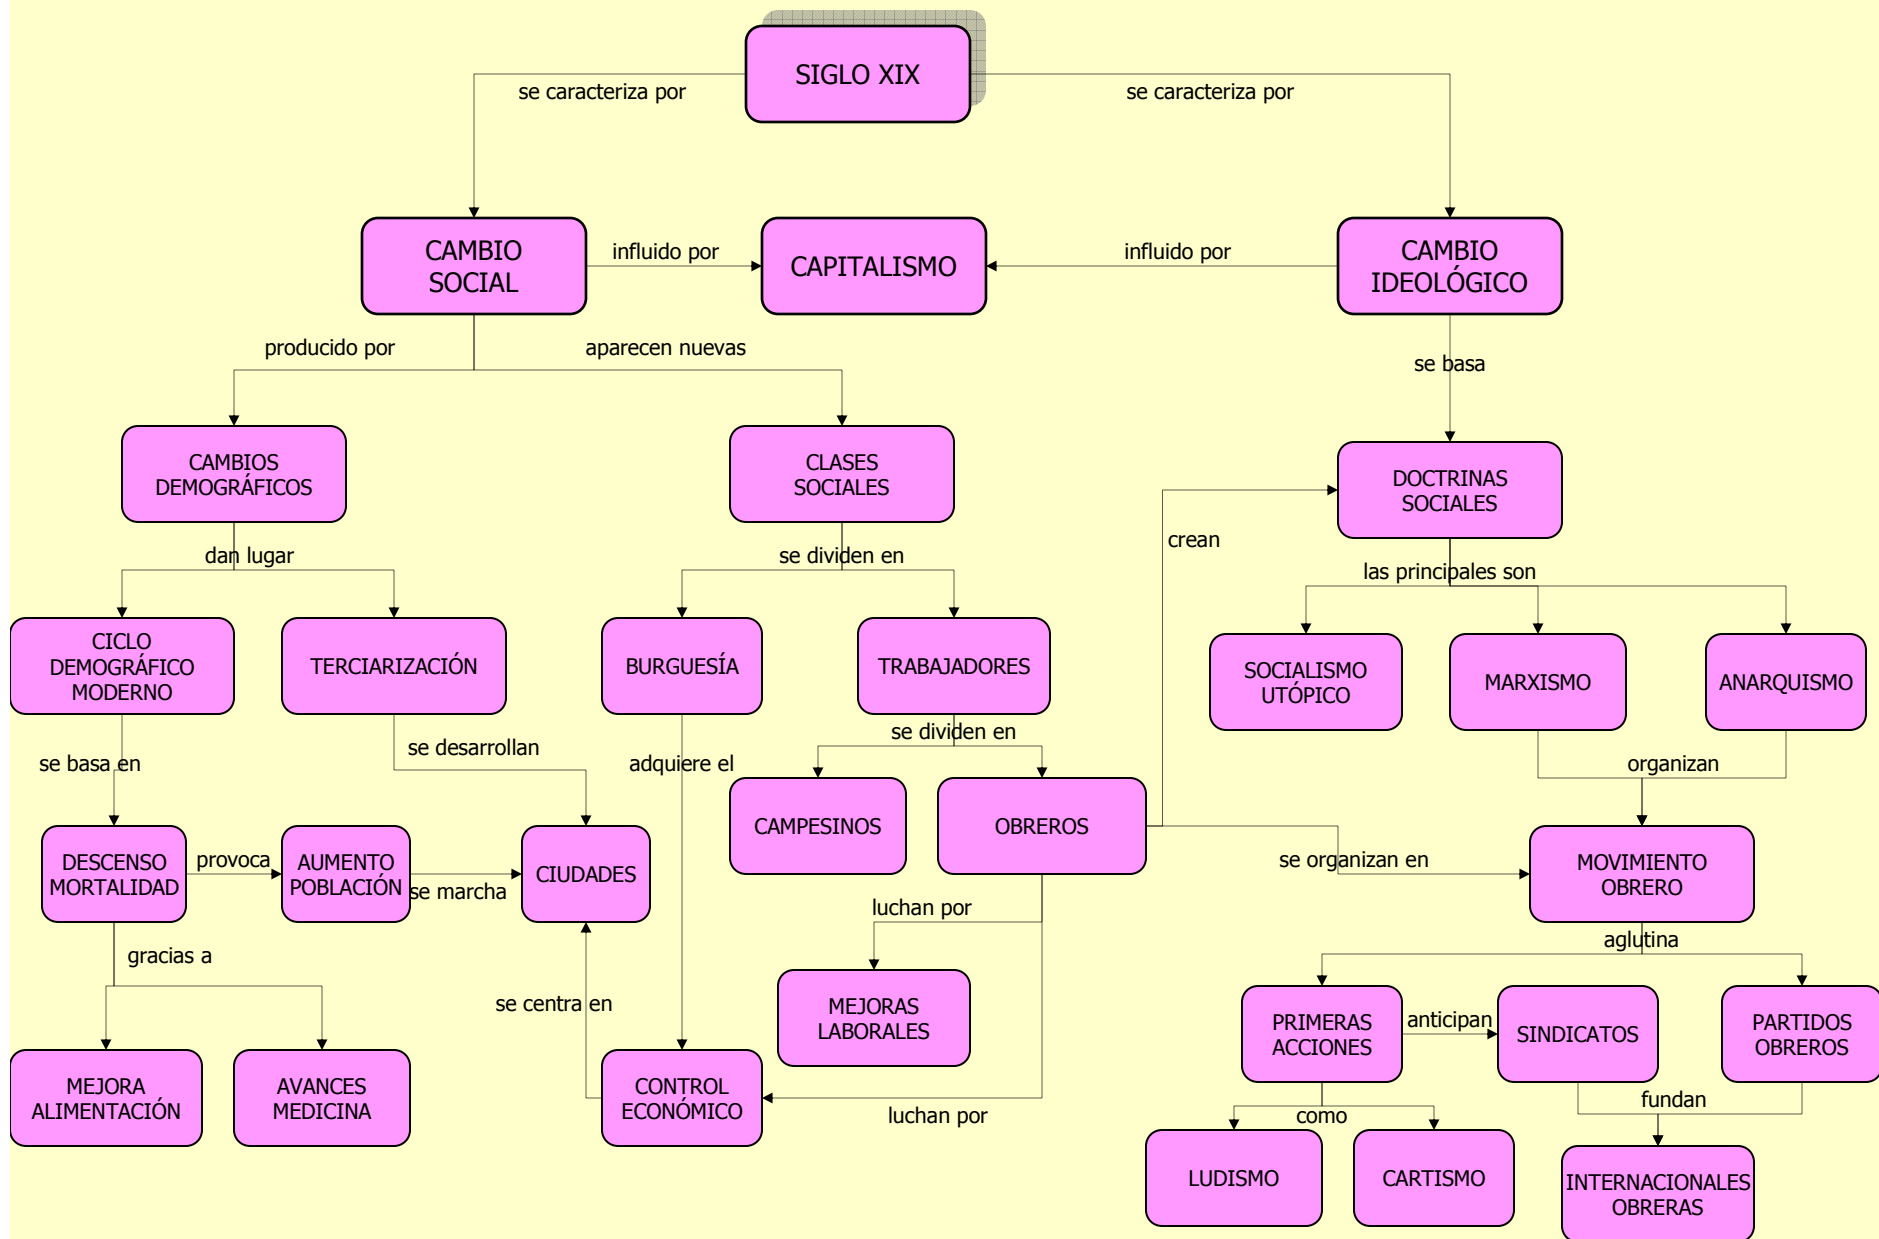 SIGLO XIX
se caracteriza por
se caracteriza por
CAMBIO
SOCIAL
influido por
CAPITALISMO
influido por
CAMBIO
IDEOLÓGICO
producido por
aparecen nuevas
se basa
CAMBIOS
DEMOGRÁFICOS
CLASES
SOCIALES
DOCTRINAS
SOCIALES
dan lugar
se dividen en
crean
las principales son
CICLO
DEMOGRÁFICO
MODERNO
TERCIARIZACIÓN
BURGUESÍA
TRABAJADORES
SOCIALISMO
UTÓPICO
MARXISMO
ANARQUISMO
se basa en
se desarrollan
adquiere el
se dividen en
organizan
CAMPESINOS
OBREROS
DESCENSO
MORTALIDAD
provoca
AUMENTO
POBLACIÓN
se marcha
CIUDADES
se organizan en
MOVIMIENTO
OBRERO
luchan por
aglutina
gracias a
se centra en
MEJORAS
LABORALES
PRIMERAS
ACCIONES
anticipan
SINDICATOS
PARTIDOS
OBREROS
MEJORA
ALIMENTACIÓN
AVANCES
MEDICINA
CONTROL
ECONÓMICO
luchan por
como
fundan
LUDISMO
CARTISMO
INTERNACIONALES
OBRERAS